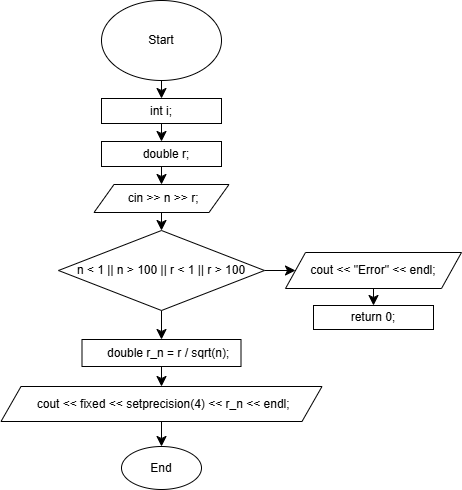 Start
int i;
double r;
cin >> n >> r;
n < 1 || n > 100 || r < 1 || r > 100
cout << "Error" << endl;
return 0;
double r_n = r / sqrt(n);
cout << fixed << setprecision(4) << r_n << endl;
End